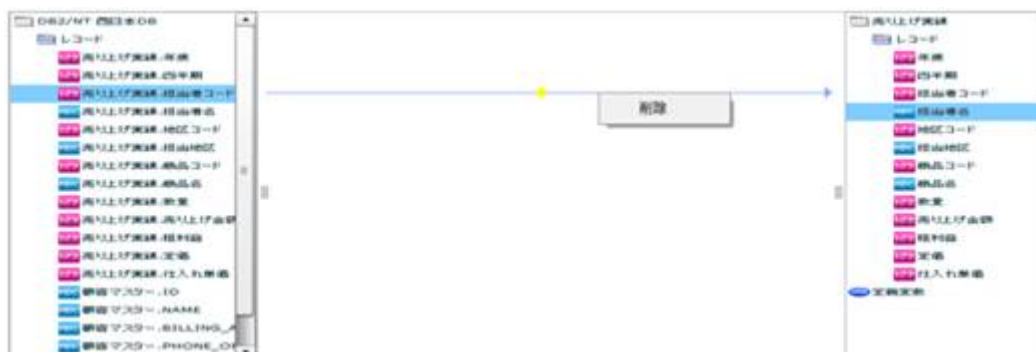 DB2/NT 西日本DB
レコード
売り上げ実績.年度
売り上げ実績.四半期
売り上げ実績.担当者コード
売り上げ実績.担当者名
売り上げ実績.地区コード
売り上げ実績.担当地区
売り上げ実績.商品コード
売り上げ実績.商品名
売り上げ実績.数量
売り上げ実績.売り上げ金額
売り上げ実績.粗利益
売り上げ実績.定価
売り上げ実績.仕入れ単価
顧客マスター.ID
顧客マスター.NAME
顧客マスター.BILLING_A
顧客マスター.PHONE_OF
削除
売り上げ実績
レコード
年度
四半期
担当者コード
担当者名
地区コード
担当地区
商品コード
商品名
数量
売り上げ金額
粗利益
定価
仕入れ単価
定義変数